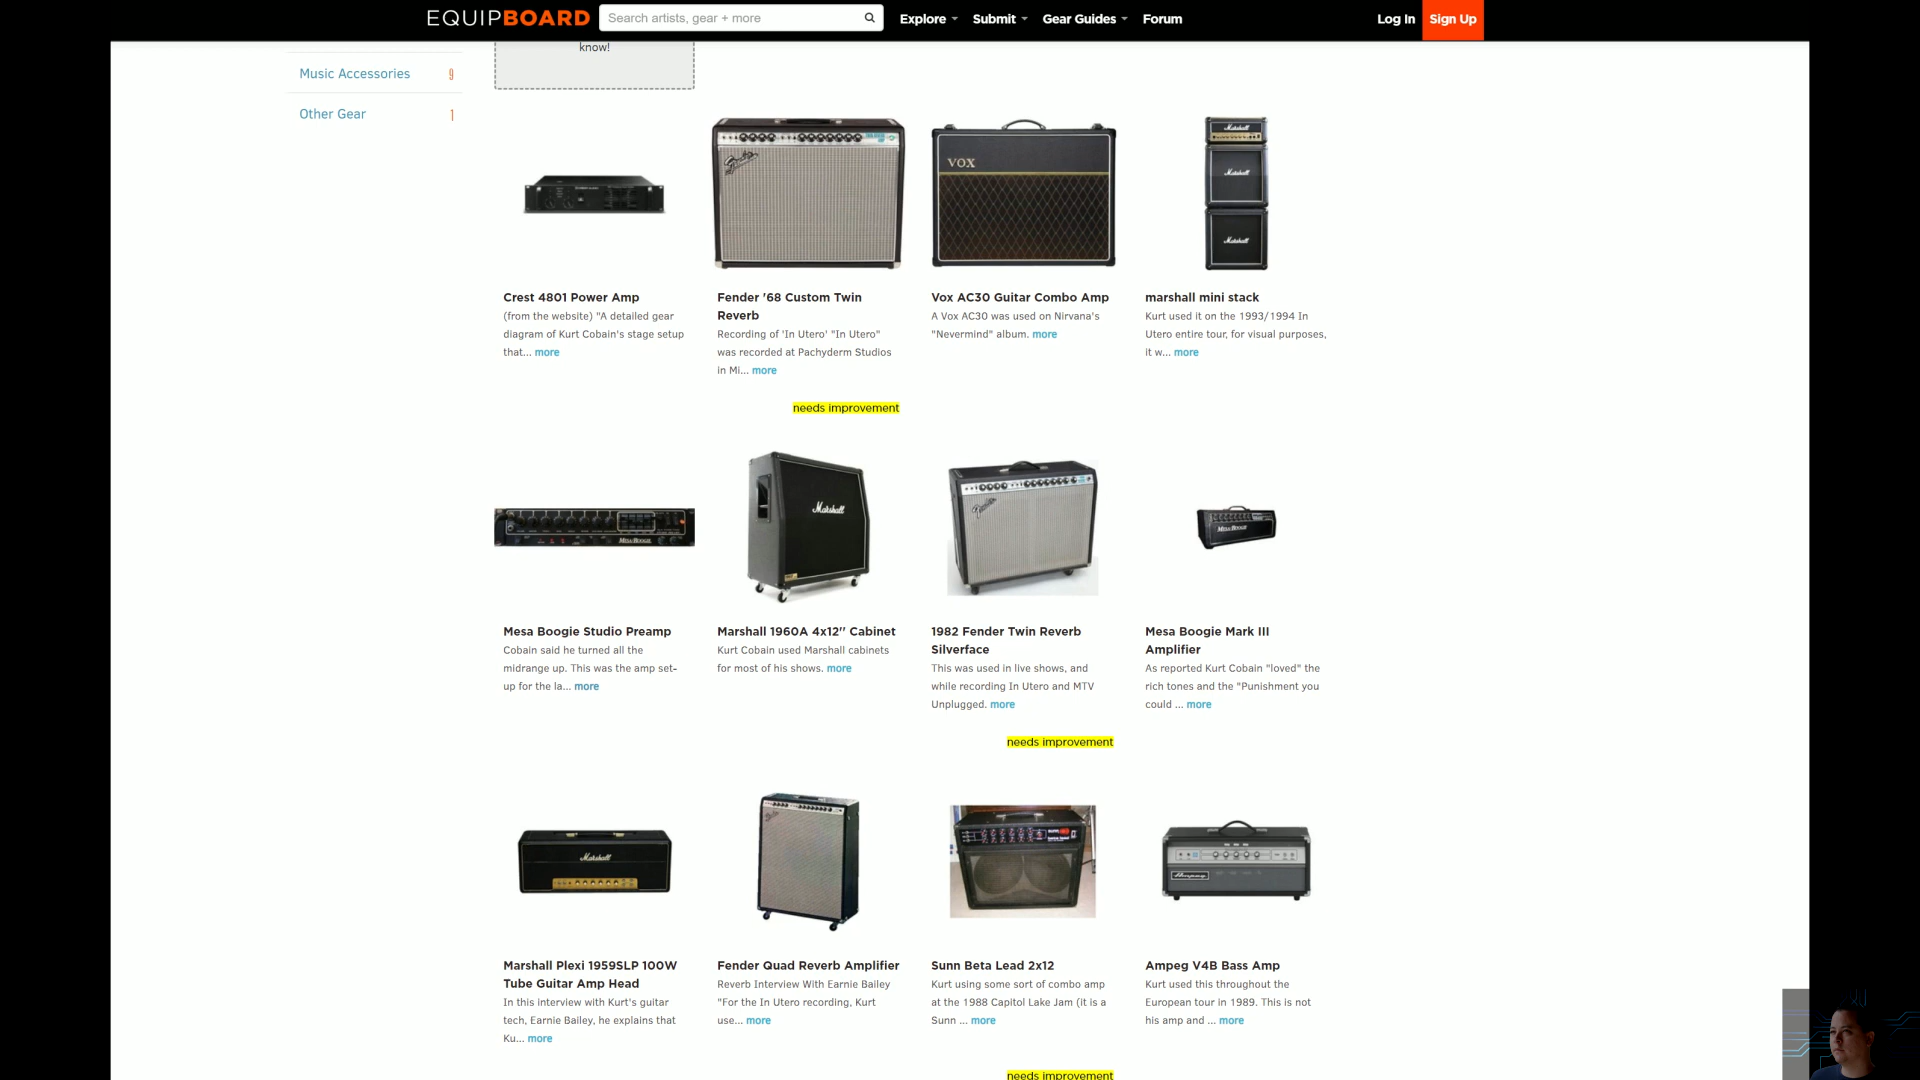 EQUIPBOARD
Search artists, gear + more
Explore
Submit
Gear Guides
Forum
Log In
Sign Up
know!
Music Accessories 9
Other Gear 1
VOX
Marshall
Marshall
Marshall
Crest 4801 Power Amp
(from the website) "A detailed gear
diagram of Kurt Cobain's stage setup
that... more
Fender '68 Custom Twin
Reverb
Recording of 'In Utero' "In Utero"
was recorded at Pachyderm Studios
in Mi... more
needs improvement
Vox AC30 Guitar Combo Amp
A Vox AC30 was used on Nirvana's
"Nevermind" album. more
marshall mini stack
Kurt used it on the 1993/1994 In
Utero entire tour, for visual purposes,
it w... more
MESA/BOOGIE
Marshall
Fender
MESA/BOOGIE
Mesa Boogie Studio Preamp
Cobain said he turned all the
midrange up. This was the amp set-
up for the la... more
Marshall 1960A 4x12'' Cabinet
Kurt Cobain used Marshall cabinets
for most of his shows. more
1982 Fender Twin Reverb
Silverface
This was used in live shows, and
while recording In Utero and MTV
Unplugged. more
needs improvement
Mesa Boogie Mark III
Amplifier
As reported Kurt Cobain "loved" the
rich tones and the "Punishment you
could ... more
Marshall
Ampeg
Marshall Plexi 1959SLP 100W
Tube Guitar Amp Head
In this interview with Kurt's guitar
tech, Earnie Bailey, he explains that
Ku... more
Fender Quad Reverb Amplifier
Reverb Interview With Earnie Bailey
"For the In Utero recording, Kurt
use... more
Sunn Beta Lead 2x12
Kurt using some sort of combo amp
at the 1988 Capitol Lake Jam (it is a
Sunn ... more
needs improvement
Ampeg V4B Bass Amp
Kurt used this throughout the
European tour in 1989. This is not
his amp and ... more